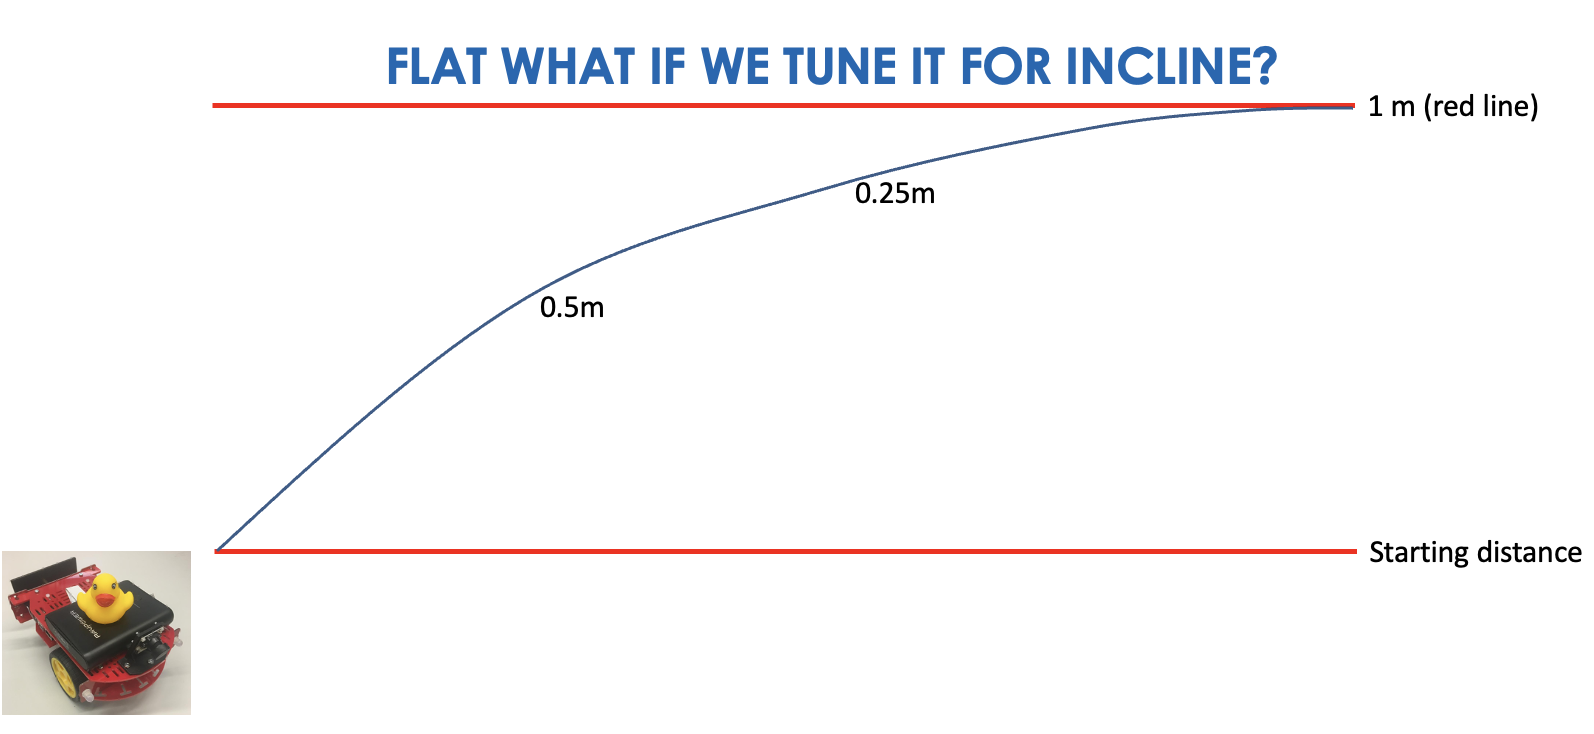 FLAT WHAT IF WE TUNE IT FOR INCLINE?
1 m (red line)
0.25m
0.5m
Starting distance